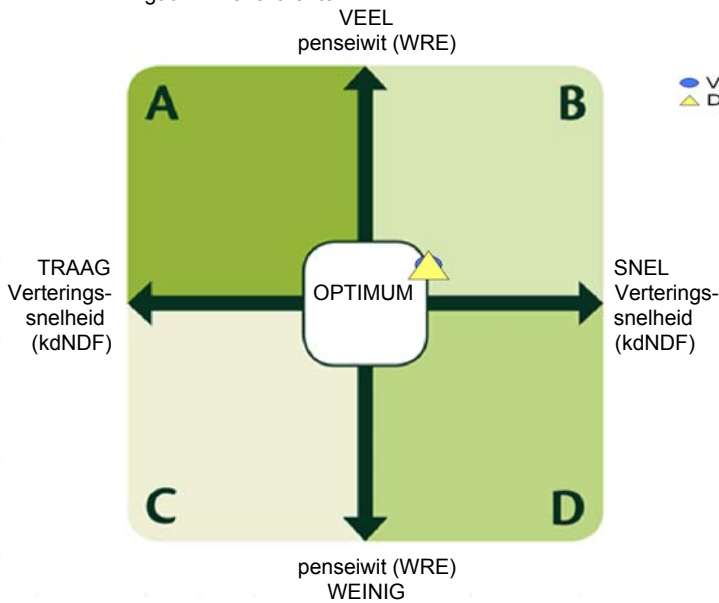 VEEL
penseiwit (WRE)
A
B
V
D
TRAAG
Verterings-
snelheid
(kdNDF)
OPTIMUM
SNEL
Verterings-
snelheid
(kdNDF)
C
D
penseiwit (WRE)
WEINIG